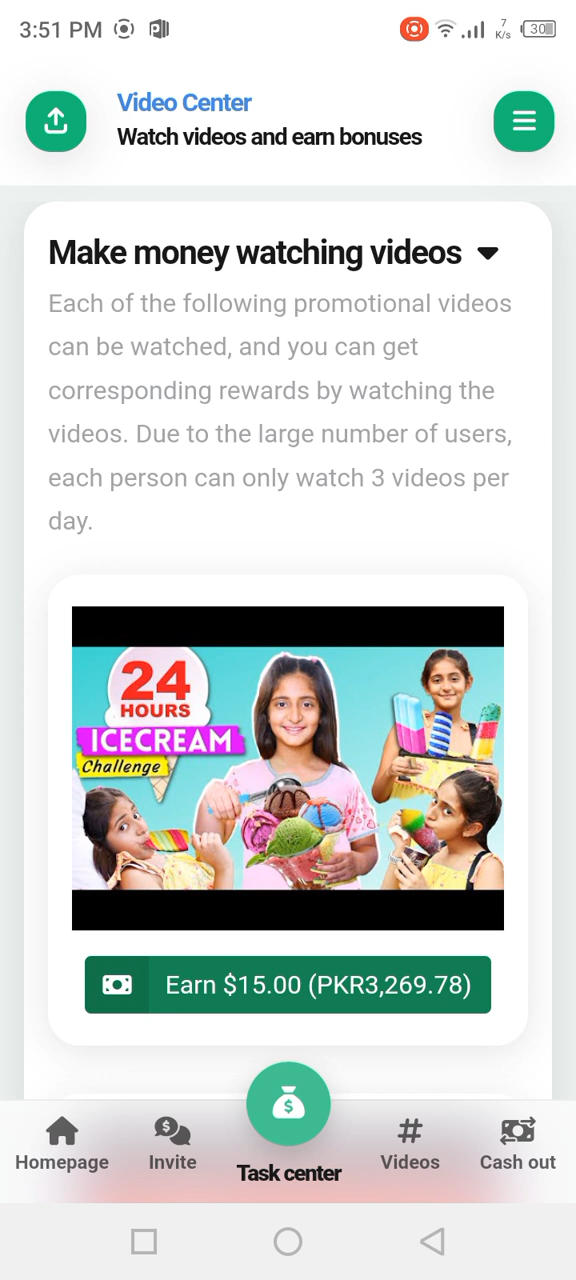 3:51 PM
7
K/s
30
Video Center
Watch videos and earn bonuses
Make money watching videos
Each of the following promotional videos
can be watched, and you can get
corresponding rewards by watching the
videos. Due to the large number of users,
each person can only watch 3 videos per
day.
24
HOURS
ICECREAM
Challenge
Earn $15.00 (PKR3,269.78)
Homepage
Invite
Task center
Videos
Cash out